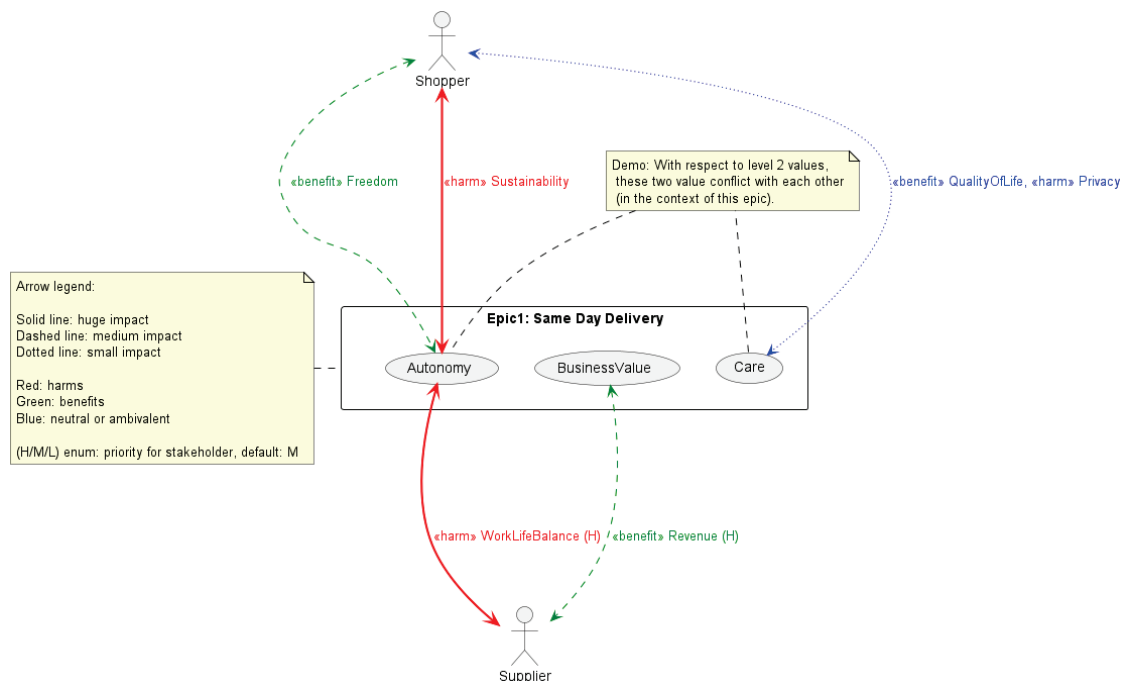 Shopper
«benefit» Freedom
«harm» Sustainability
Demo: With respect to level 2 values,
these two value conflict with each other
(in the context of this epic).
«benefit» QualityOfLife, «harm» Privacy
Arrow legend:
Solid line: huge impact
Dashed line: medium impact
Dotted line: small impact
Red: harms
Green: benefits
Blue: neutral or ambivalent
(H/M/L) enum: priority for stakeholder, default: M
Epic1: Same Day Delivery
Autonomy
BusinessValue
Care
«harm» WorkLifeBalance (H)
«benefit» Revenue (H)
Supplier